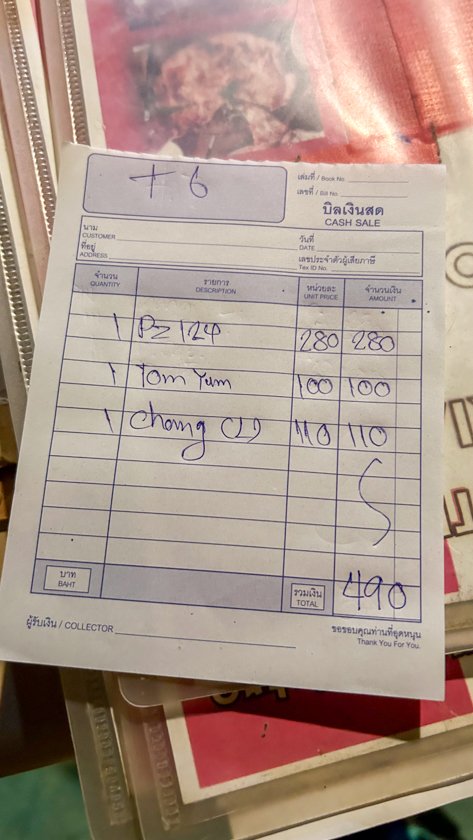 +6
เล่มที่ / Book No.
เลขที่ / Bill No.
บิลเงินสด
CASH SALE
นาม
CUSTOMER
วันที่
DATE
ที่อยู่
ADDRESS
เลขประจำตัวผู้เสียภาษี
Tax ID No.
จำนวน รายการ หน่วยละ จำนวนเงิน
QUANTITY DESCRIPTION UNIT PRICE AMOUNT
1 Pz 124 280 280
1 Tom Yum 100 100
1 Chang (L) 110 110
บาท
BAHT
รวมเงิน
TOTAL
490
ผู้รับเงิน / COLLECTOR
ขอขอบคุณท่านที่อุดหนุน
Thank You For You.